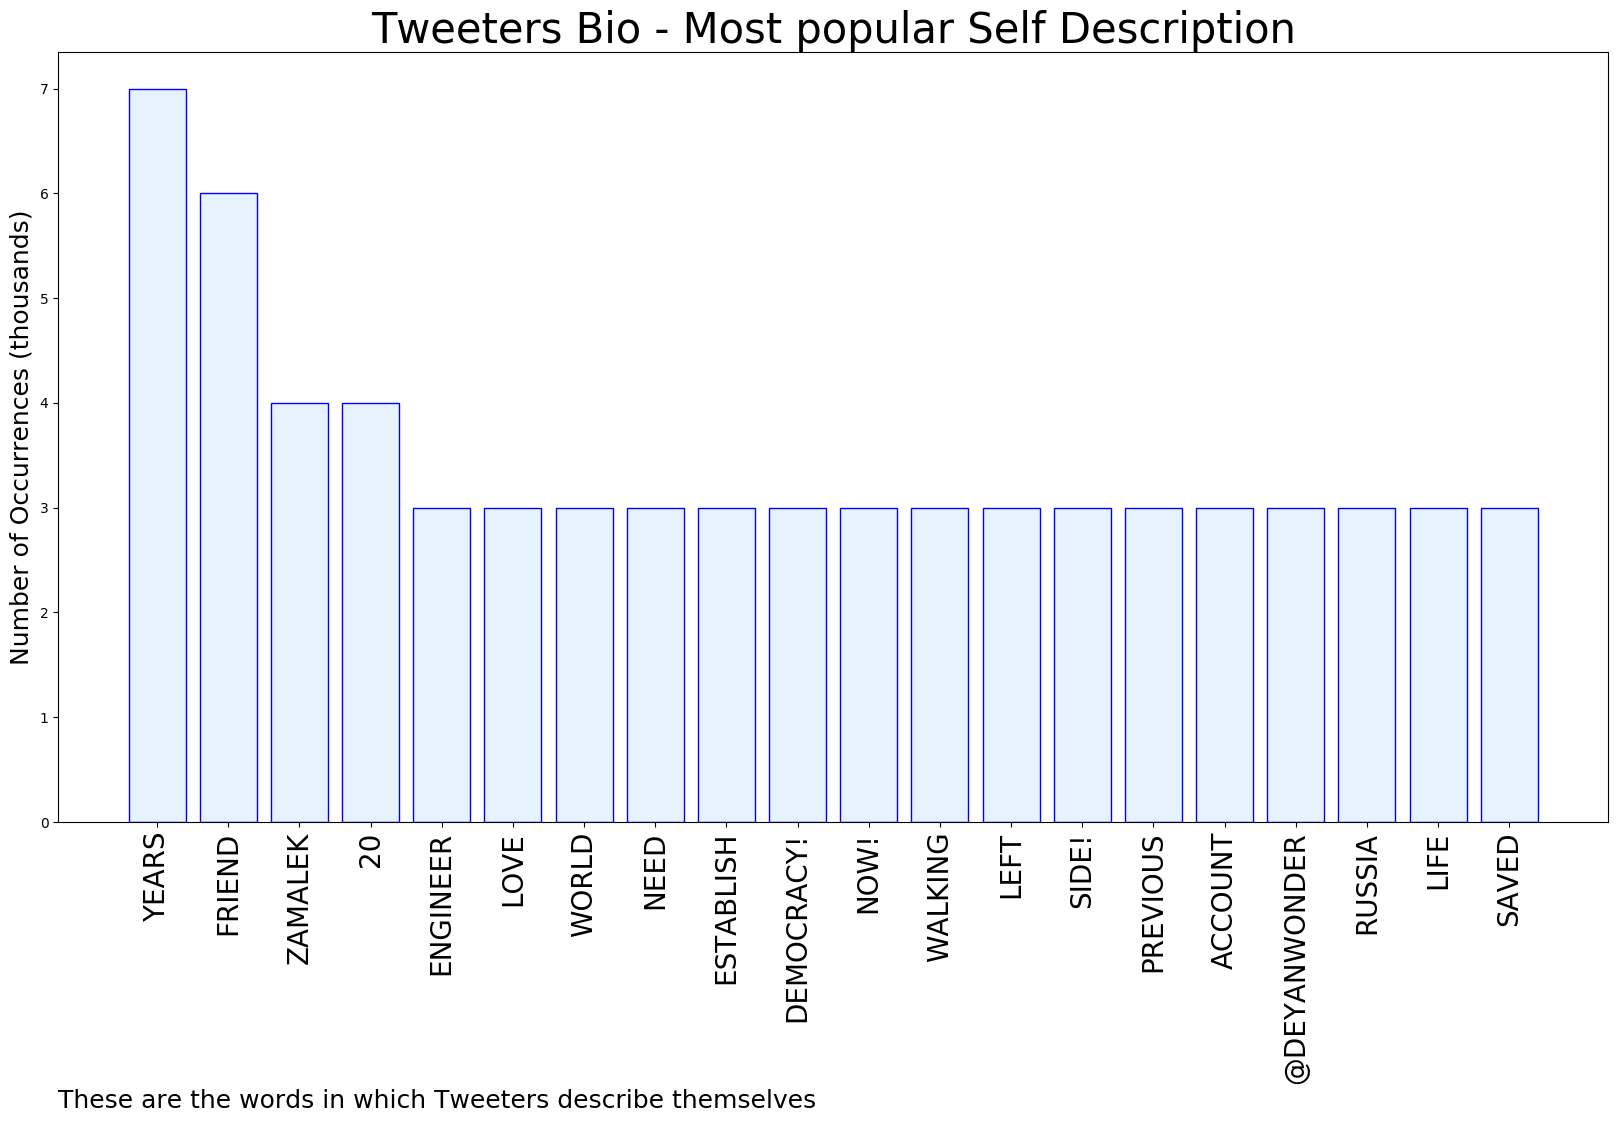 Tweeters Bio - Most popular Self Description
Number of Occurrences (thousands)
7
6
5
4
3
2
1
0
YEARS
FRIEND
ZAMALEK
20
ENGINEER
LOVE
WORLD
NEED
ESTABLISH
DEMOCRACY!
NOW!
WALKING
LEFT
SIDE!
PREVIOUS
ACCOUNT
@DEYANWONDER
RUSSIA
LIFE
SAVED
These are the words in which Tweeters describe themselves